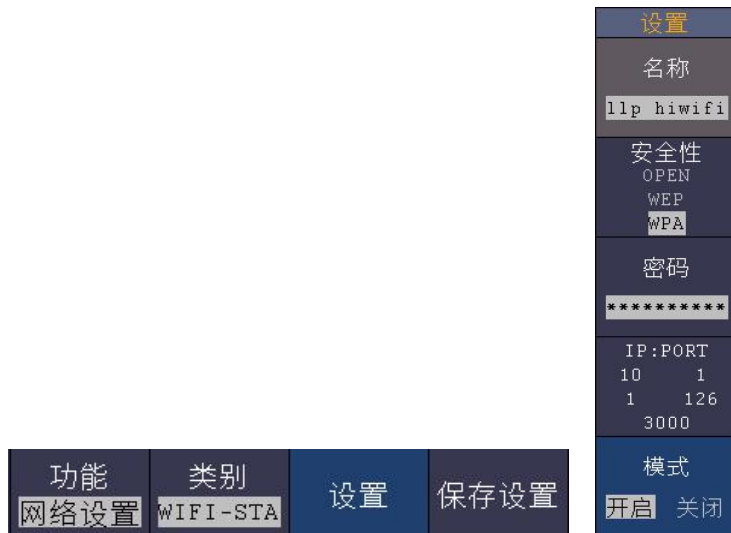 设置
名称
llp hiwifi
安全性
OPEN
WEP
WPA
密码
**********
IP:PORT
10 1
1 126
3000
模式
开启 关闭
功能 类别 设置 保存设置
网络设置 WIFI-STA